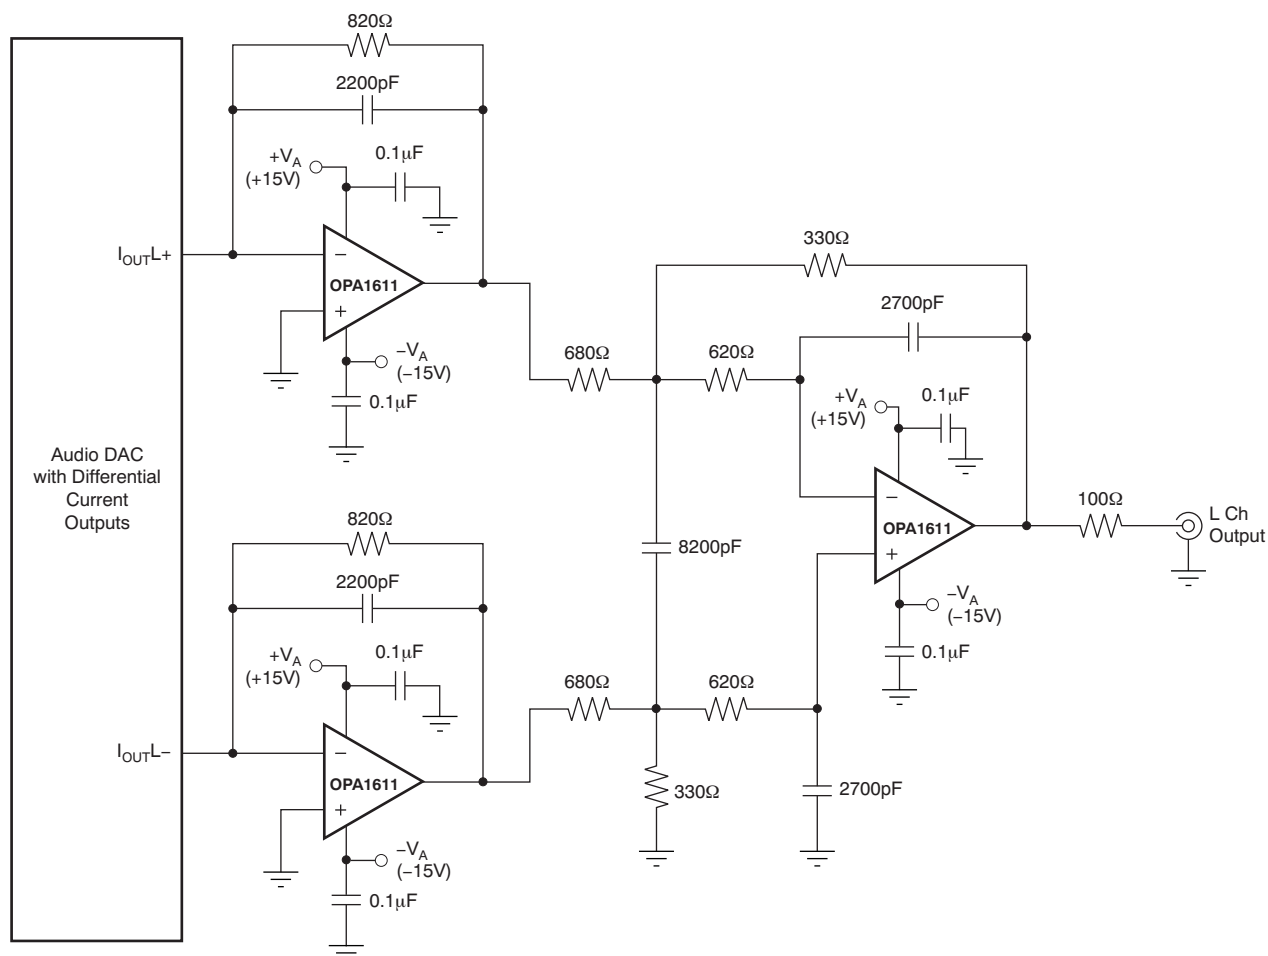 820Ω
2200pF
+VA
(+15V)
0.1μF
IOUTL+
−
OPA1611
+
−VA
(−15V)
0.1μF
680Ω
620Ω
330Ω
2700pF
+VA
(+15V)
0.1μF
−
OPA1611
+
−VA
(−15V)
0.1μF
100Ω
L Ch
Output
8200pF
Audio DAC
with Differential
Current
Outputs
820Ω
2200pF
+VA
(+15V)
0.1μF
IOUTL−
−
OPA1611
+
−VA
(−15V)
0.1μF
680Ω
620Ω
330Ω
2700pF